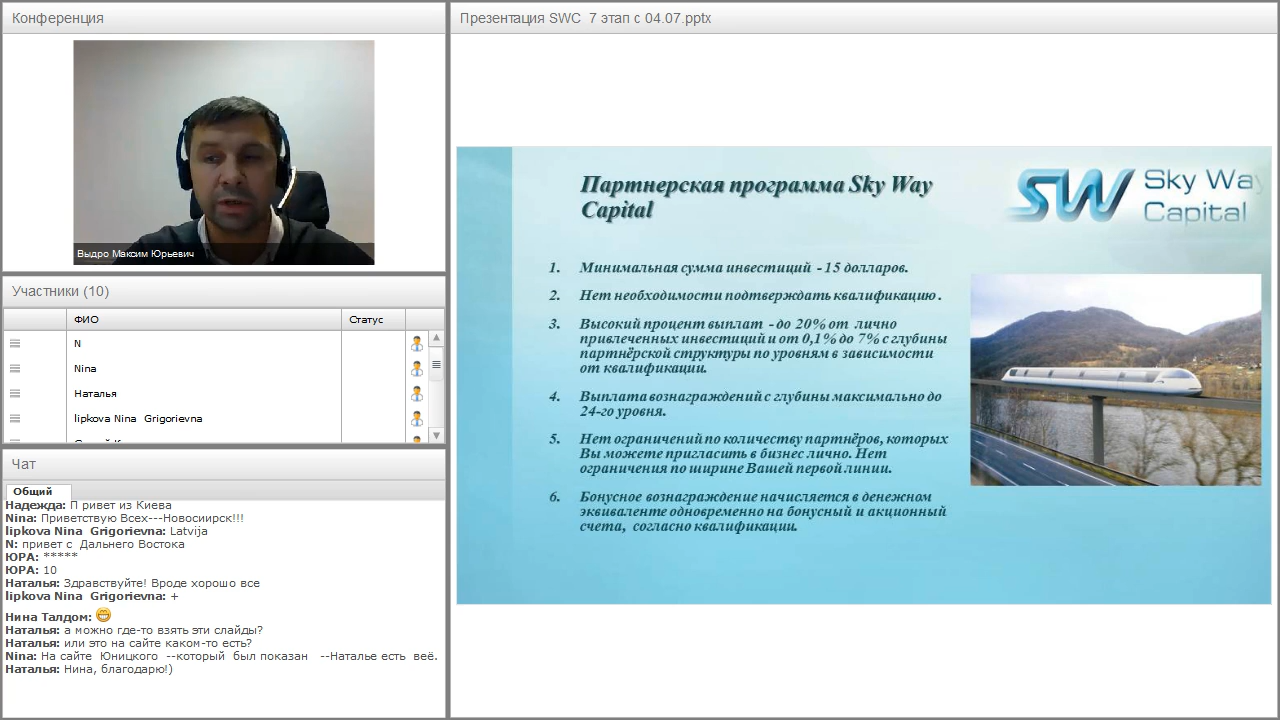 Конференция
Выдро Максим Юрьевич
Участники (10)
ФИО
Статус
N
Nina
Наталья
lipkova Nina Grigorievna
Чат
Общий
Надежда: П ривет из Киева
Nina: Приветствую Всех---Новосиирск!!!
lipkova Nina Grigorievna: Latvija
N: привет с Дальнего Востока
ЮРА: *****
ЮРА: 10
Наталья: Здравствуйте! Вроде хорошо все
lipkova Nina Grigorievna: +
Нина Талдом:
Наталья: а можно где-то взять эти слайды?
Наталья: или это на сайте каком-то есть?
Nina: На сайте Юницкого --который был показан --Наталье есть веё.
Наталья: Нина, благодарю!)
Презентация SWC 7 этап с 04.07.pptx
Партнерская программа Sky Way
Capital
SW Sky Way
Capital
1. Минимальная сумма инвестиций - 15 долларов.
2. Нет необходимости подтверждать квалификацию .
3. Высокий процент выплат - до 20% от лично
привлеченных инвестиций и от 0,1% до 7% с глубины
партнёрской структуры по уровням в зависимости
от квалификации.
4. Выплата вознаграждений с глубины максимально до
24-го уровня.
5. Нет ограничений по количеству партнёров, которых
Вы можете пригласить в бизнес лично. Нет
ограничения по ширине Вашей первой линии.
6. Бонусное вознаграждение начисляется в денежном
эквиваленте одновременно на бонусный и акционный
счета, согласно квалификации.